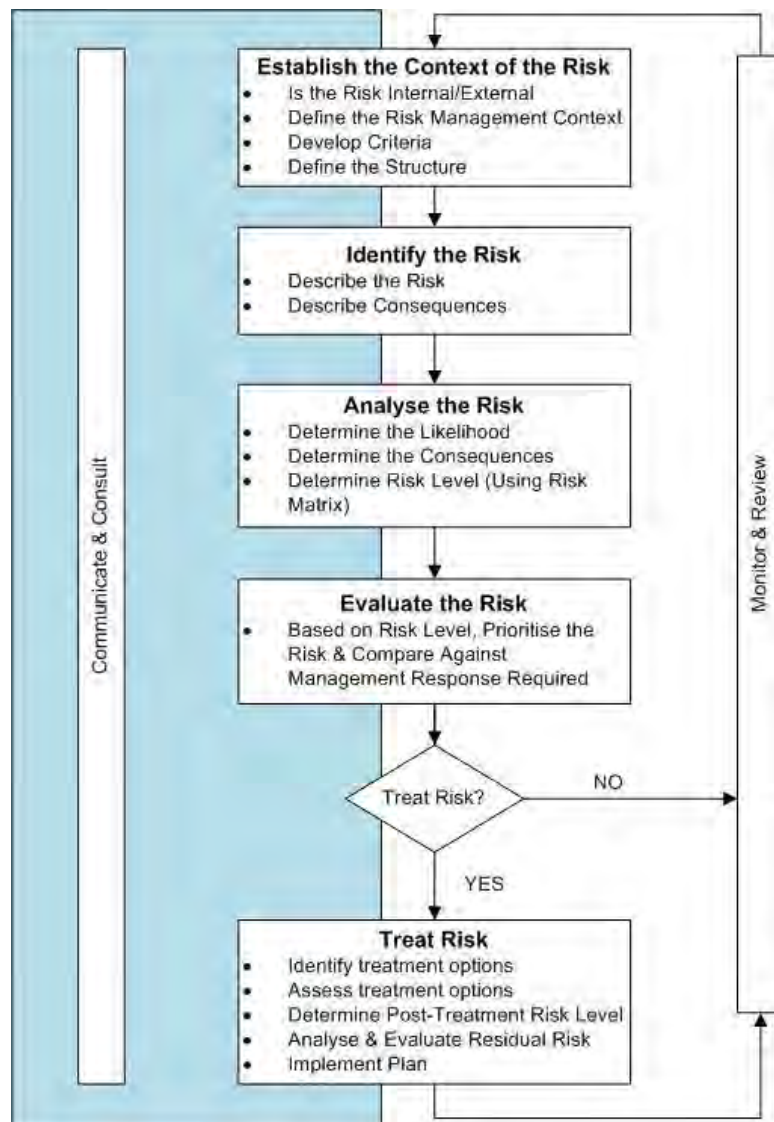 Establish the Context of the Risk
• Is the Risk Internal/External
• Define the Risk Management Context
• Develop Criteria
• Define the Structure
Identify the Risk
• Describe the Risk
• Describe Consequences
Analyse the Risk
• Determine the Likelihood
• Determine the Consequences
• Determine Risk Level (Using Risk
Matrix)
Evaluate the Risk
• Based on Risk Level, Prioritise the
Risk & Compare Against
Management Response Required
Treat Risk?
NO
YES
Treat Risk
• Identify treatment options
• Assess treatment options
• Determine Post-Treatment Risk Level
• Analyse & Evaluate Residual Risk
• Implement Plan
Communicate & Consult
Monitor & Review